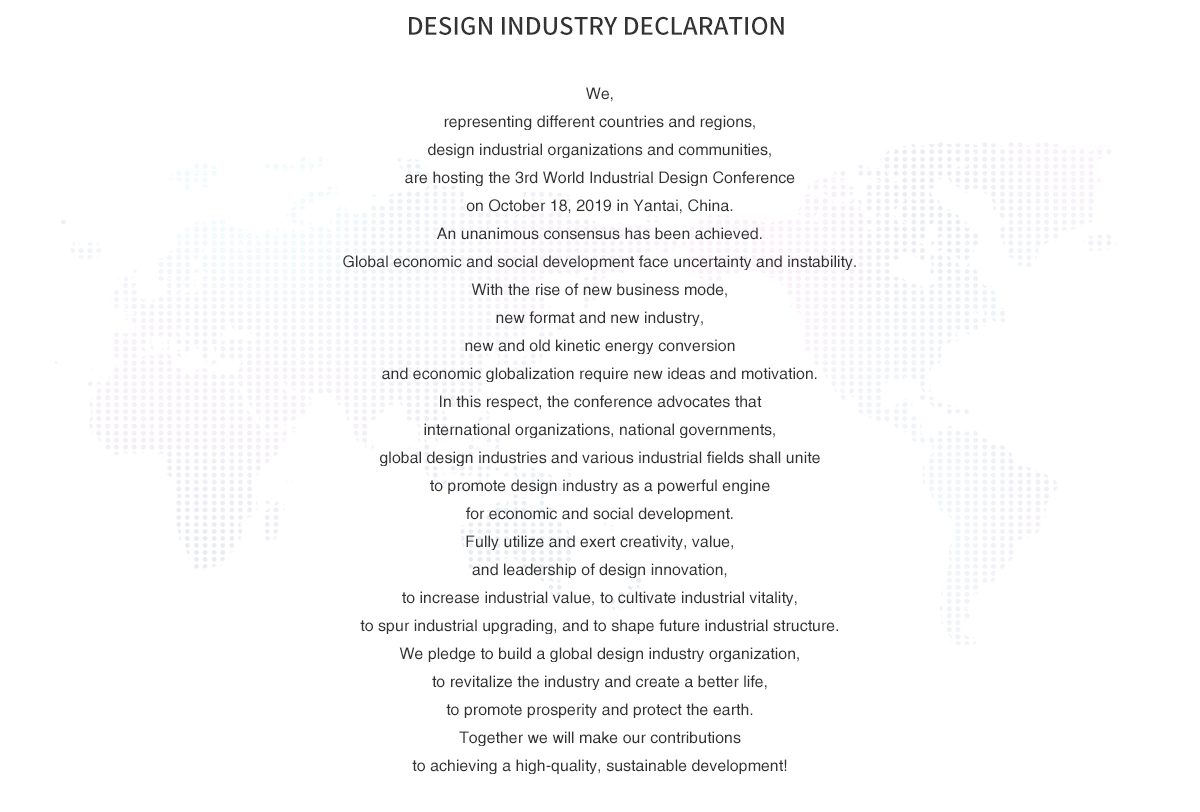 DESIGN INDUSTRY DECLARATION
We,
representing different countries and regions,
design industrial organizations and communities,
are hosting the 3rd World Industrial Design Conference
on October 18, 2019 in Yantai, China.
An unanimous consensus has been achieved.
Global economic and social development face uncertainty and instability.
With the rise of new business mode,
new format and new industry,
new and old kinetic energy conversion
and economic globalization require new ideas and motivation.
In this respect, the conference advocates that
international organizations, national governments,
global design industries and various industrial fields shall unite
to promote design industry as a powerful engine
for economic and social development.
Fully utilize and exert creativity, value,
and leadership of design innovation,
to increase industrial value, to cultivate industrial vitality,
to spur industrial upgrading, and to shape future industrial structure.
We pledge to build a global design industry organization,
to revitalize the industry and create a better life,
to promote prosperity and protect the earth.
Together we will make our contributions
to achieving a high-quality, sustainable development!